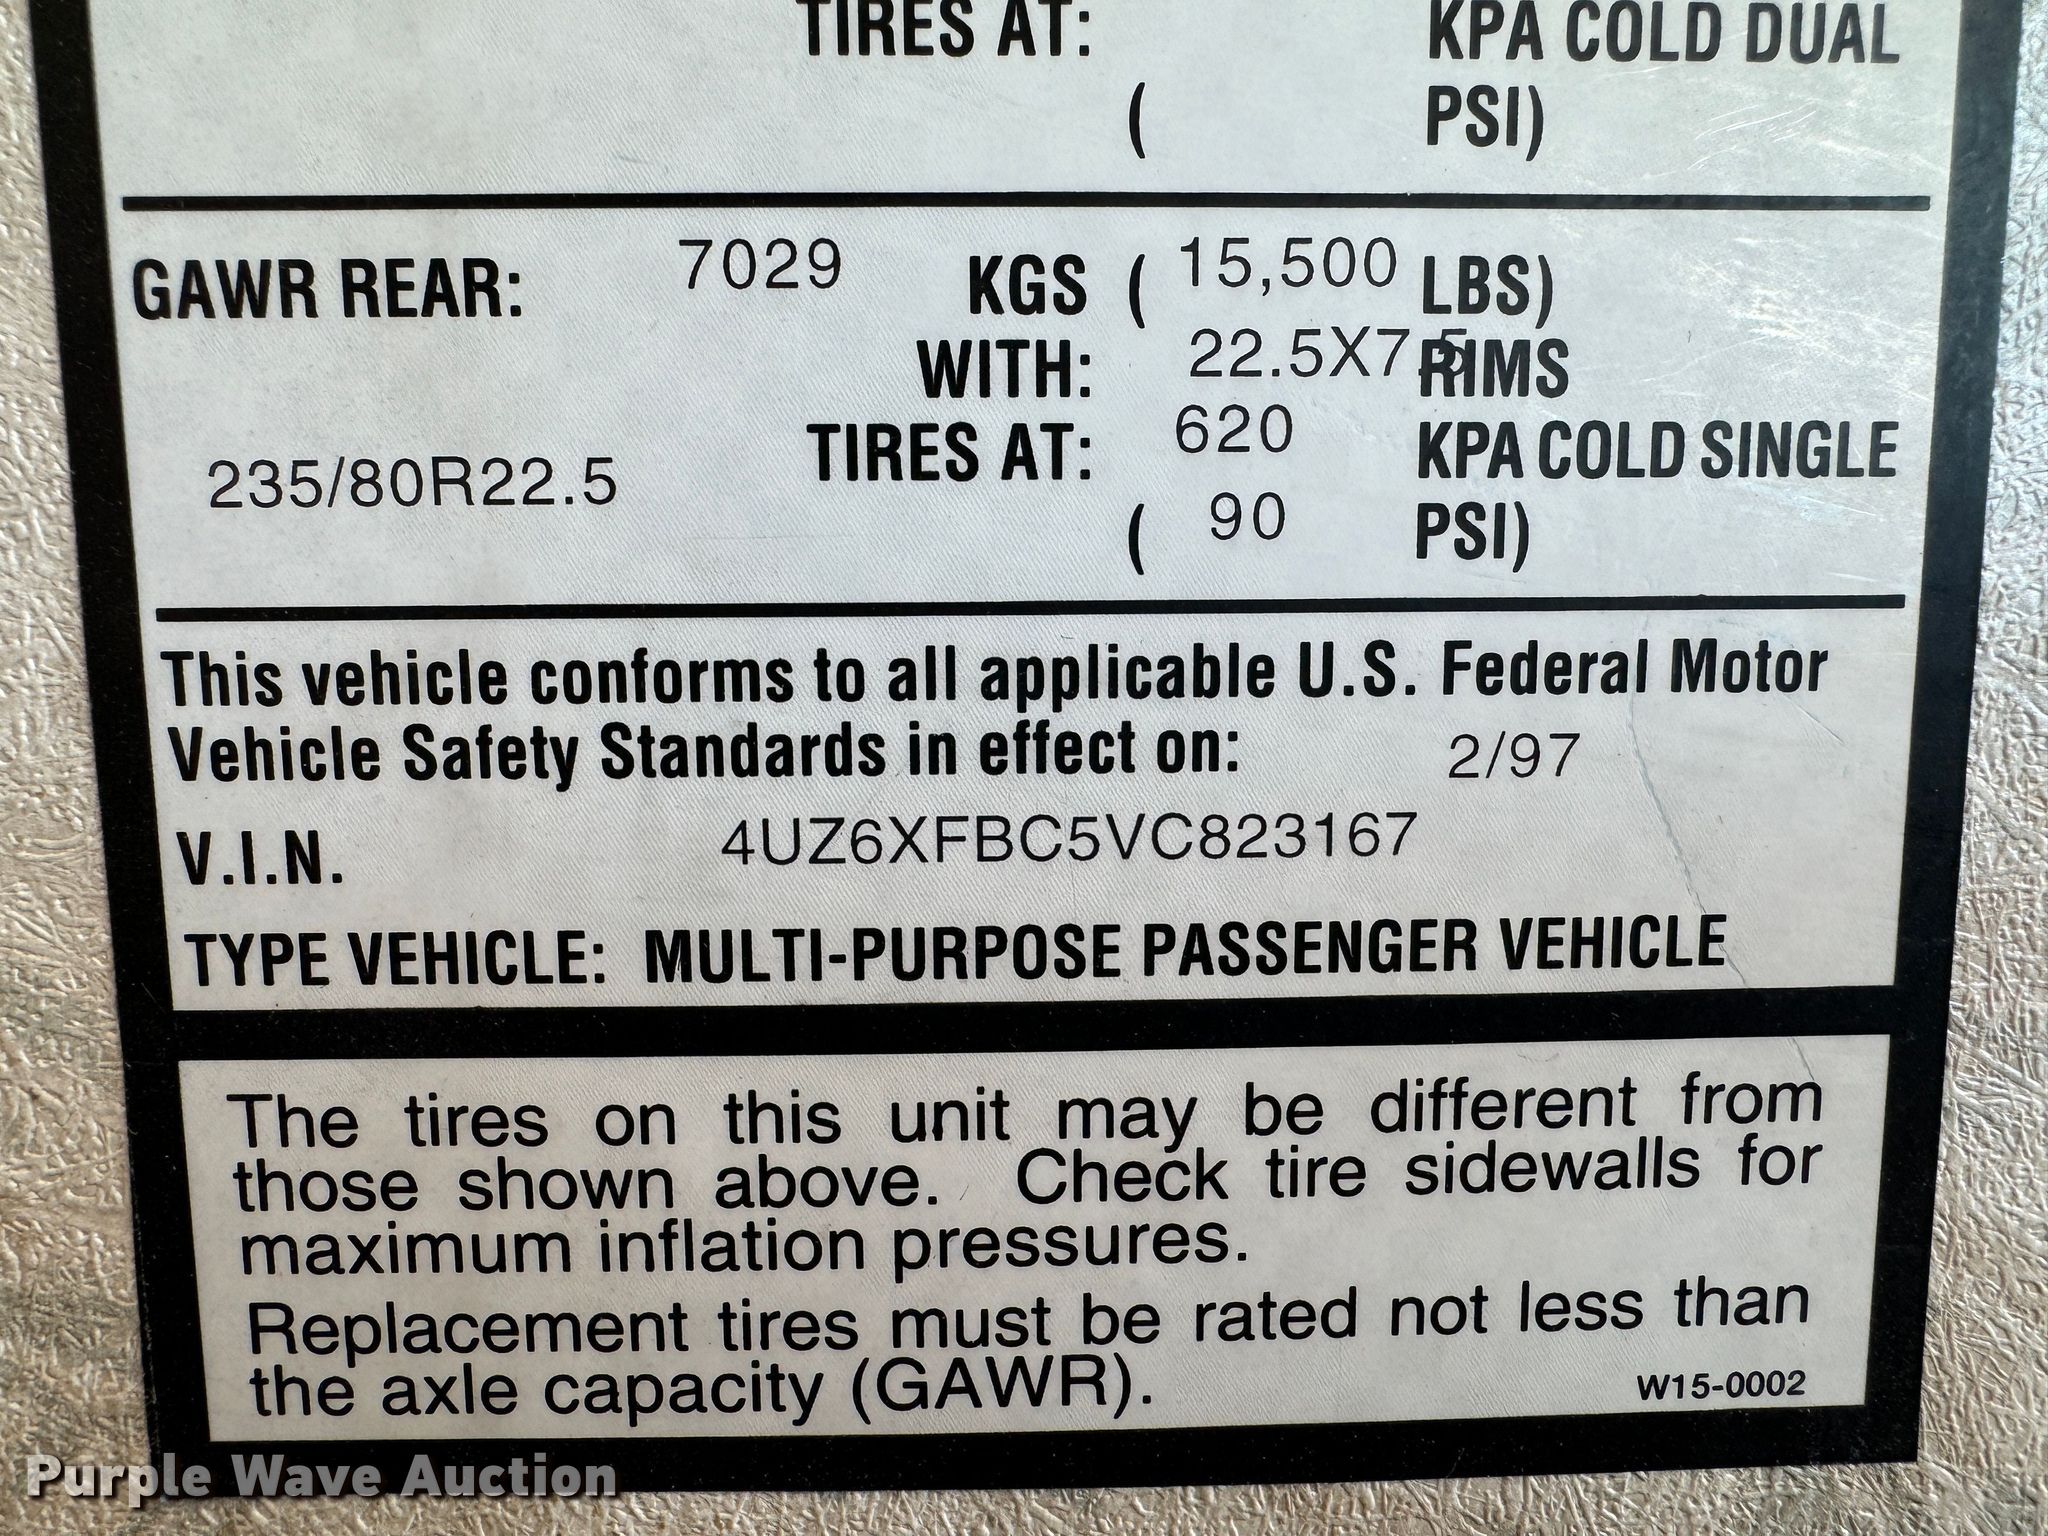 TIRES AT: KPA COLD DUAL
( PSI)
GAWR REAR: 7029 KGS ( 15,500 LBS)
WITH: 22.5X7.5 RIMS
235/80R22.5 TIRES AT: 620 KPA COLD SINGLE
( 90 PSI)
This vehicle conforms to all applicable U.S. Federal Motor
Vehicle Safety Standards in effect on: 2/97
V.I.N. 4UZ6XFBC5VC823167
TYPE VEHICLE: MULTI-PURPOSE PASSENGER VEHICLE
The tires on this unit may be different from
those shown above. Check tire sidewalls for
maximum inflation pressures.
Replacement tires must be rated not less than
the axle capacity (GAWR). W15-0002
Purple Wave Auction